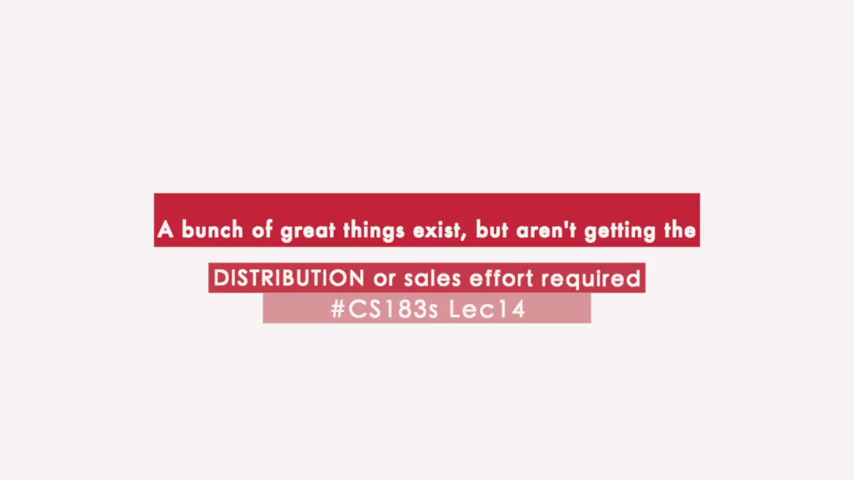 A bunch of great things exist, but aren't getting the
DISTRIBUTION or sales effort required
#CS183s Lec14